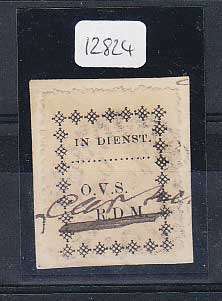 12824
IN DIENST.
O.V.S.
R.D.M.